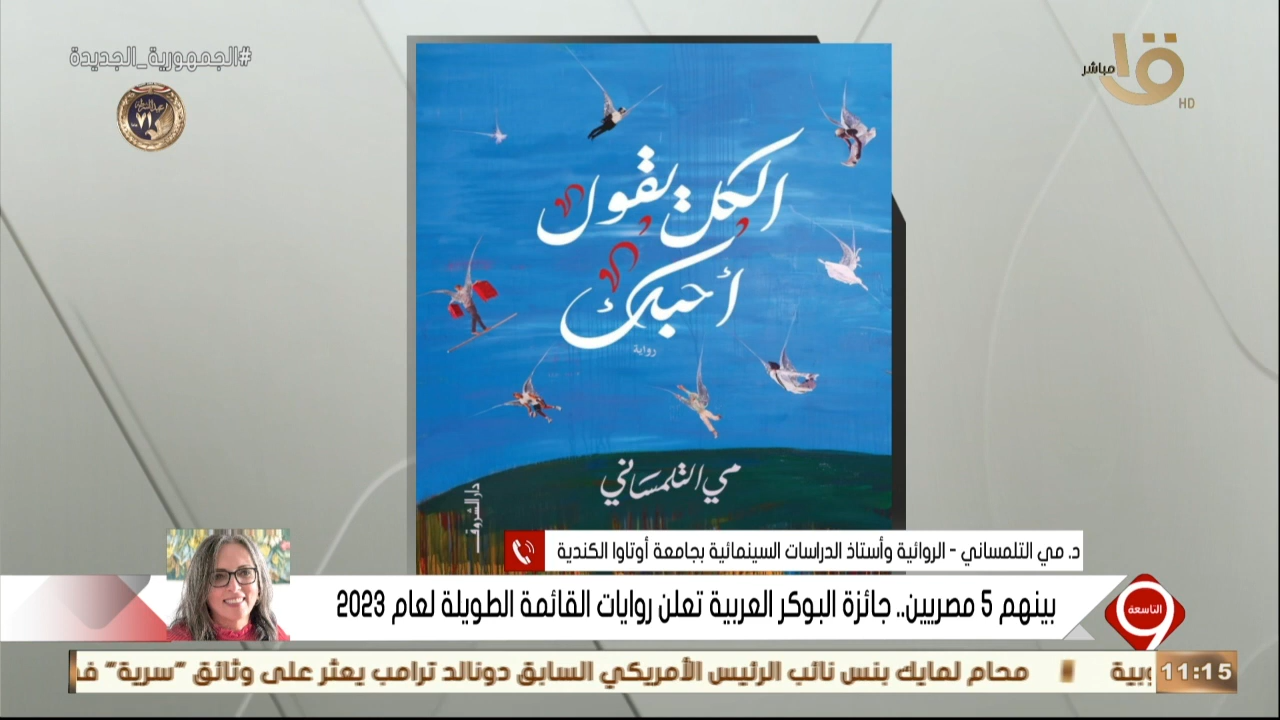 #الجمهورية_الجديدة
مباشر
HD
٧١
الكل يقول
أحبك
رواية
مي التلمساني
دار الشروق
د. مي التلمساني - الروائية وأستاذ الدراسات السينمائية بجامعة أوتاوا الكندية
بينهم 5 مصريين.. جائزة البوكر العربية تعلن روايات القائمة الطويلة لعام 2023
التاسعة
9
محام لمايك بنس نائب الرئيس الأمريكي السابق دونالد ترامب يعثر على وثائق "سرية"
11:15